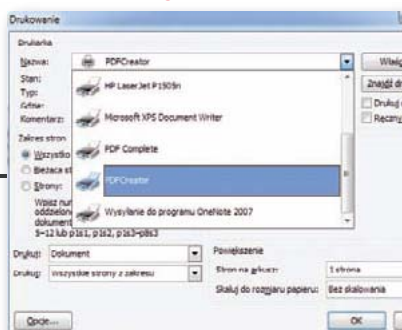 Drukowanie
Drukarka
Nazwa: PDFCreator Właś
Stan: HP LaserJet P1505n Znajdź dr
Typ:
Gdzie: Microsoft XPS Document Writer Drukuj
Komentarz: Ręczny
Zakres stron PDF Complete
Wszystko
Bieżąca st PDFCreator
Strony:
Wpisz nur Wysyłanie do programu OneNote 2007
oddzielon
dokument
5-12 lub p1s1, p1s2, p1s3-p8s3
Drukuj: Dokument Powiększenie
Drukuj: Wszystkie strony z zakresu Stron na arkusz: 1 strona
Skaluj do rozmiaru papieru: Bez skalowania
Opcje... OK